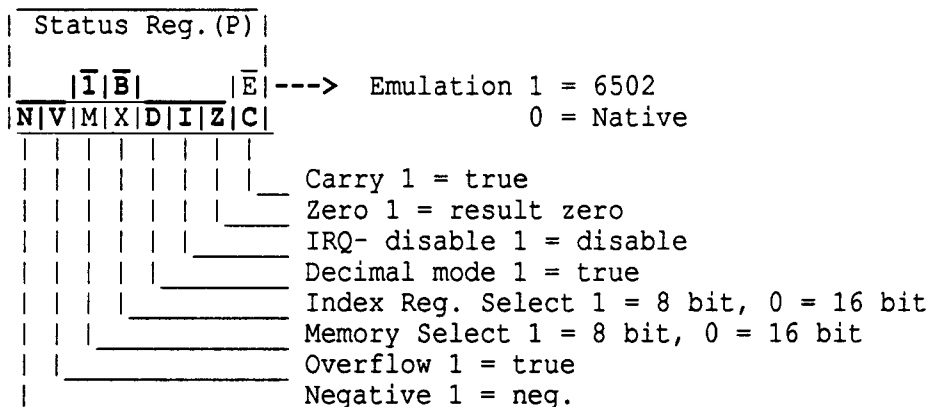 Status Reg.(P)
|1|B| |E|---> Emulation 1 = 6502
|N|V|M|X|D|I|Z|C| 0 = Native
Carry 1 = true
Zero 1 = result zero
IRQ- disable 1 = disable
Decimal mode 1 = true
Index Reg. Select 1 = 8 bit, 0 = 16 bit
Memory Select 1 = 8 bit, 0 = 16 bit
Overflow 1 = true
Negative 1 = neg.